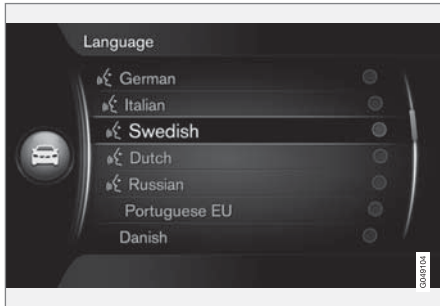 Language
German
Italian
Swedish
Dutch
Russian
Portuguese EU
Danish
G049104